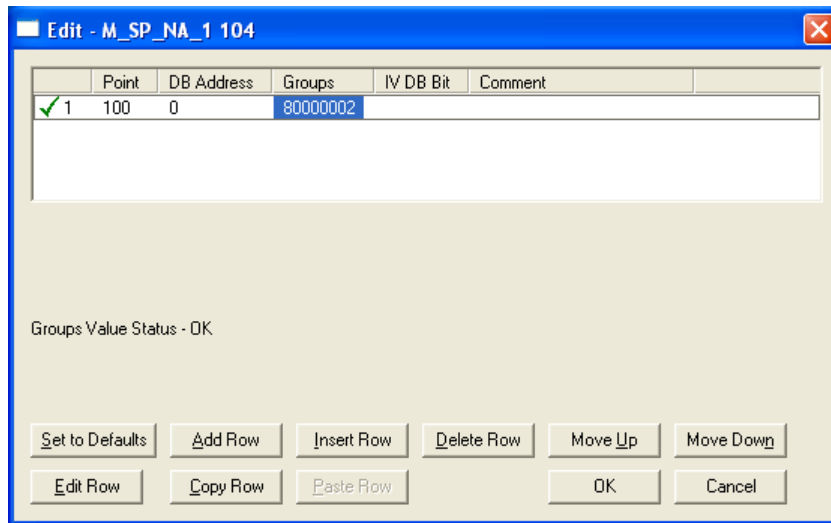 Edit - M_SP_NA_1 104
Point DB Address Groups IV DB Bit Comment
1 100 0 80000002
Groups Value Status - OK
Set to Defaults Add Row Insert Row Delete Row Move Up Move Down
Edit Row Copy Row Paste Row OK Cancel